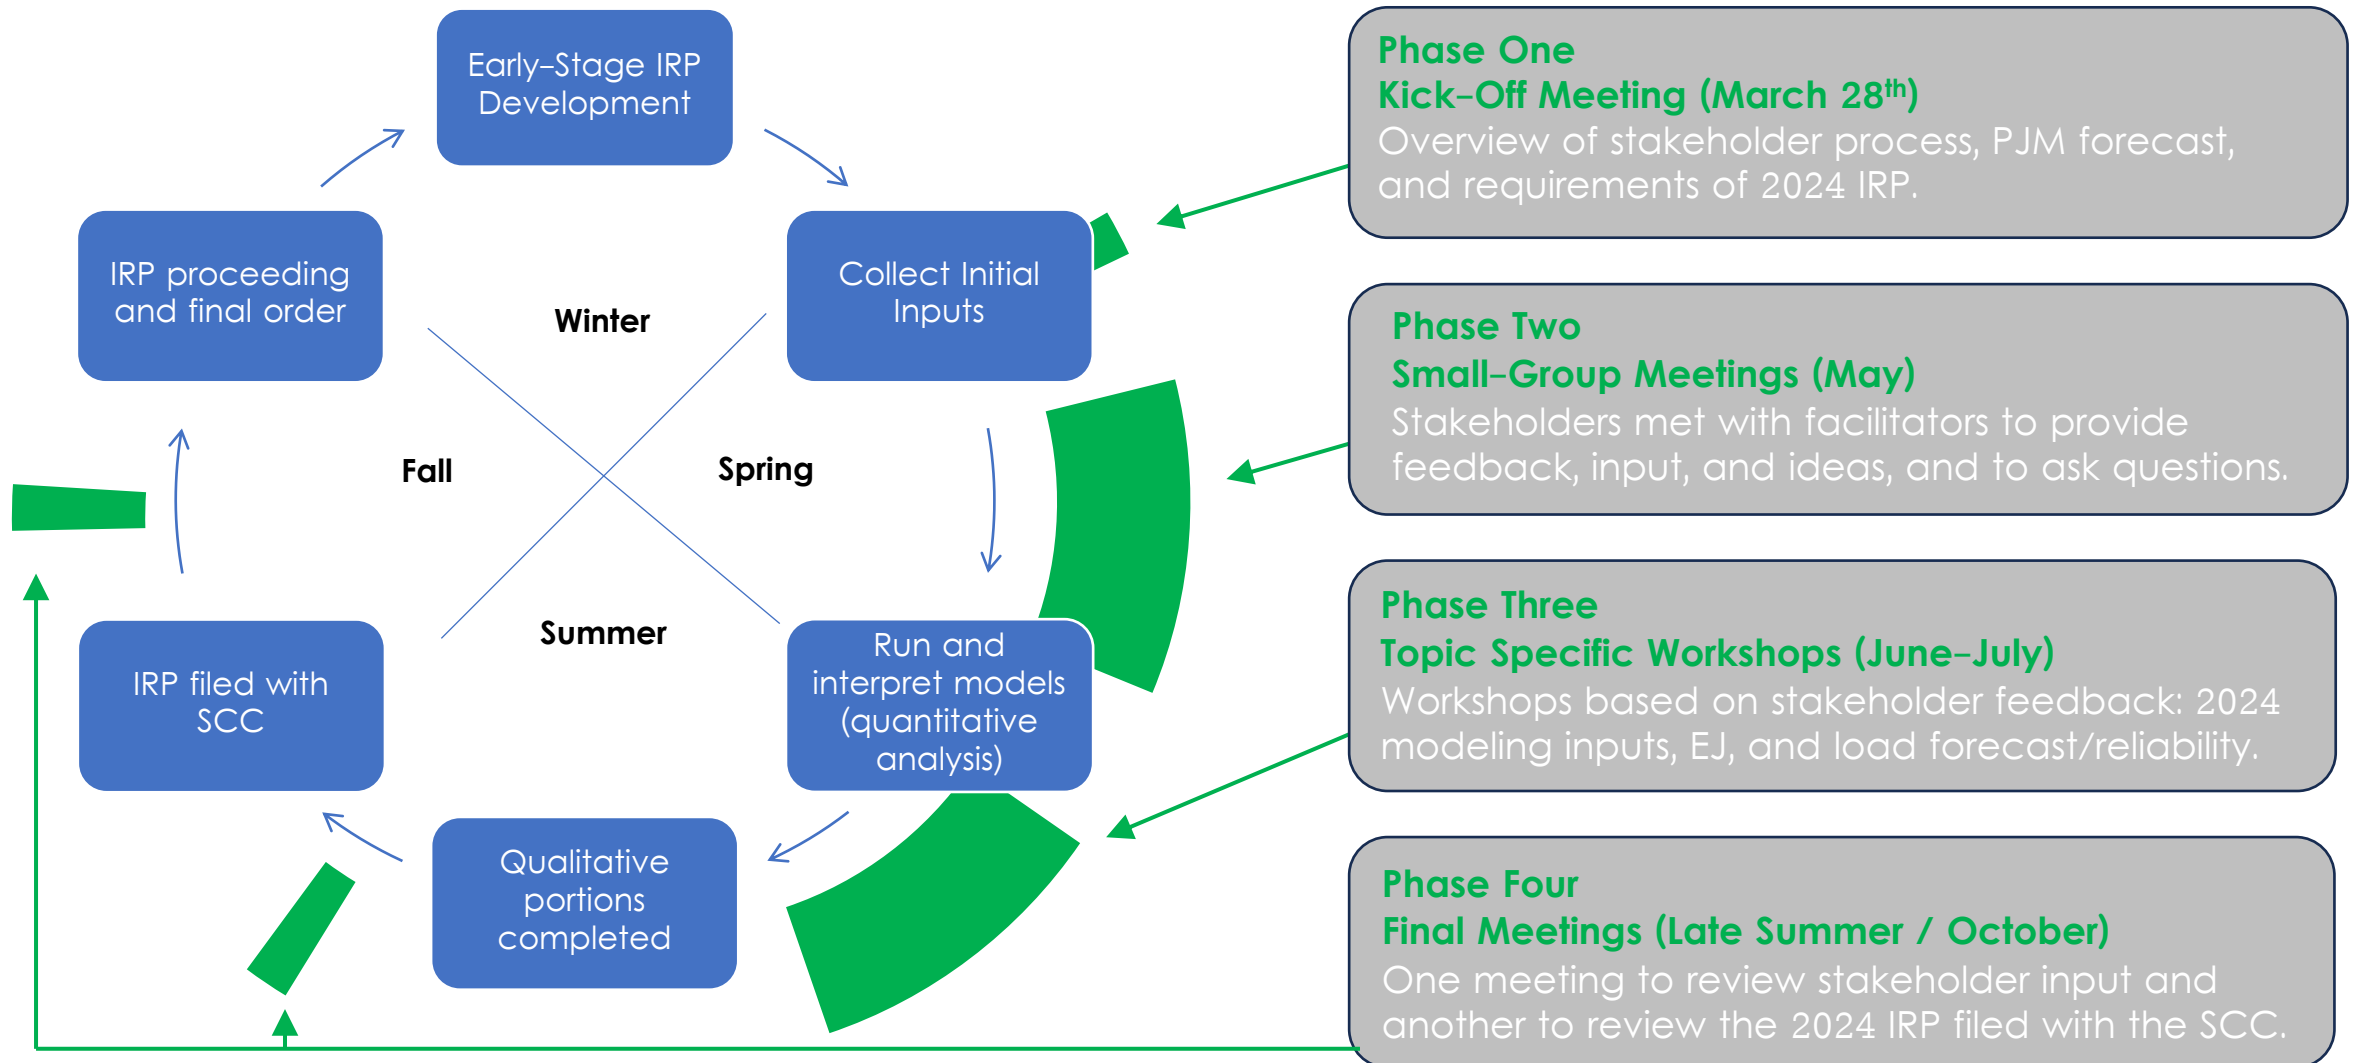 Early-Stage IRP
Development
Collect Initial
Inputs
Run and
interpret models
(quantitative
analysis)
Qualitative
portions
completed
IRP filed with
SCC
IRP proceeding
and final order
Winter
Spring
Summer
Fall
Phase One
Kick-Off Meeting (March 28th)
Overview of stakeholder process, PJM forecast,
and requirements of 2024 IRP.
Phase Two
Small-Group Meetings (May)
Stakeholders met with facilitators to provide
feedback, input, and ideas, and to ask questions.
Phase Three
Topic Specific Workshops (June-July)
Workshops based on stakeholder feedback: 2024
modeling inputs, EJ, and load forecast/reliability.
Phase Four
Final Meetings (Late Summer / October)
One meeting to review stakeholder input and
another to review the 2024 IRP filed with the SCC.